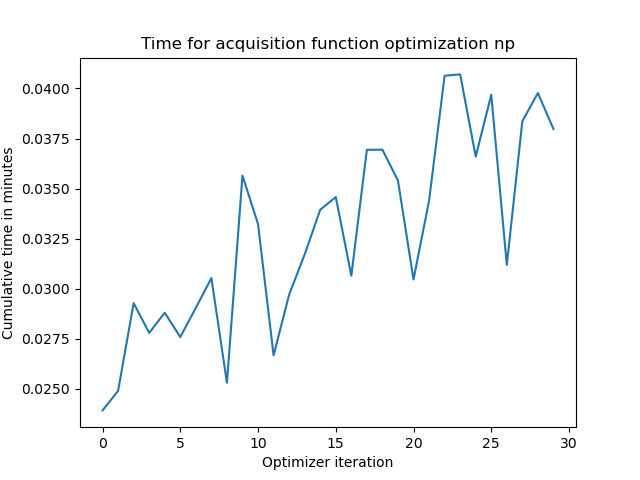 Time for acquisition function optimization np
Cumulative time in minutes
0.0400
0.0375
0.0350
0.0325
0.0300
0.0275
0.0250
0 5 10 15 20 25 30
Optimizer iteration